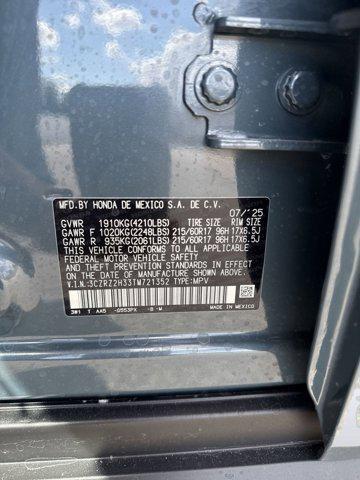 MFD.BY HONDA DE MEXICO S.A. DE C.V.
07/'25
GVWR 1910KG(4210LBS) TIRE SIZE RIM SIZE
GAWR F 1020KG(2248LBS) 215/60R17 96H 17X6.5J
GAWR R 935KG(2061LBS) 215/60R17 96H 17X6.5J
THIS VEHICLE CONFORMS TO ALL APPLICABLE
FEDERAL MOTOR VEHICLE SAFETY
STANDARDS IN EFFECT ON THE
DATE OF MANUFACTURE SHOWN ABOVE.
V.I.N:3CZRZ2H33TM721352 TYPE:MPV
3W1 T AA5 -G553PX -B -M
MADE IN MEXICO